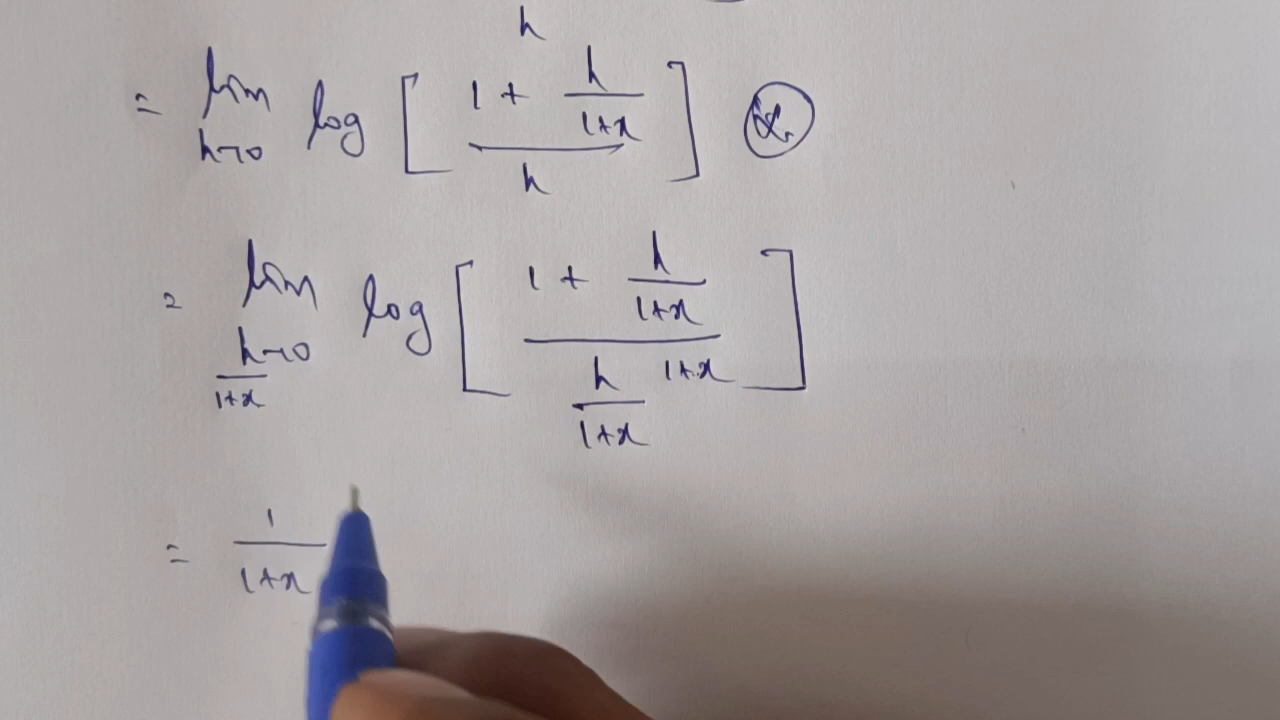 h
= lim h→0 log [ (1 + h/(1+x)) / h ]
= lim h/(1+x)→0 log [ (1 + h/(1+x)) / (h/(1+x)) 1+x ]
= 1/(1+x)